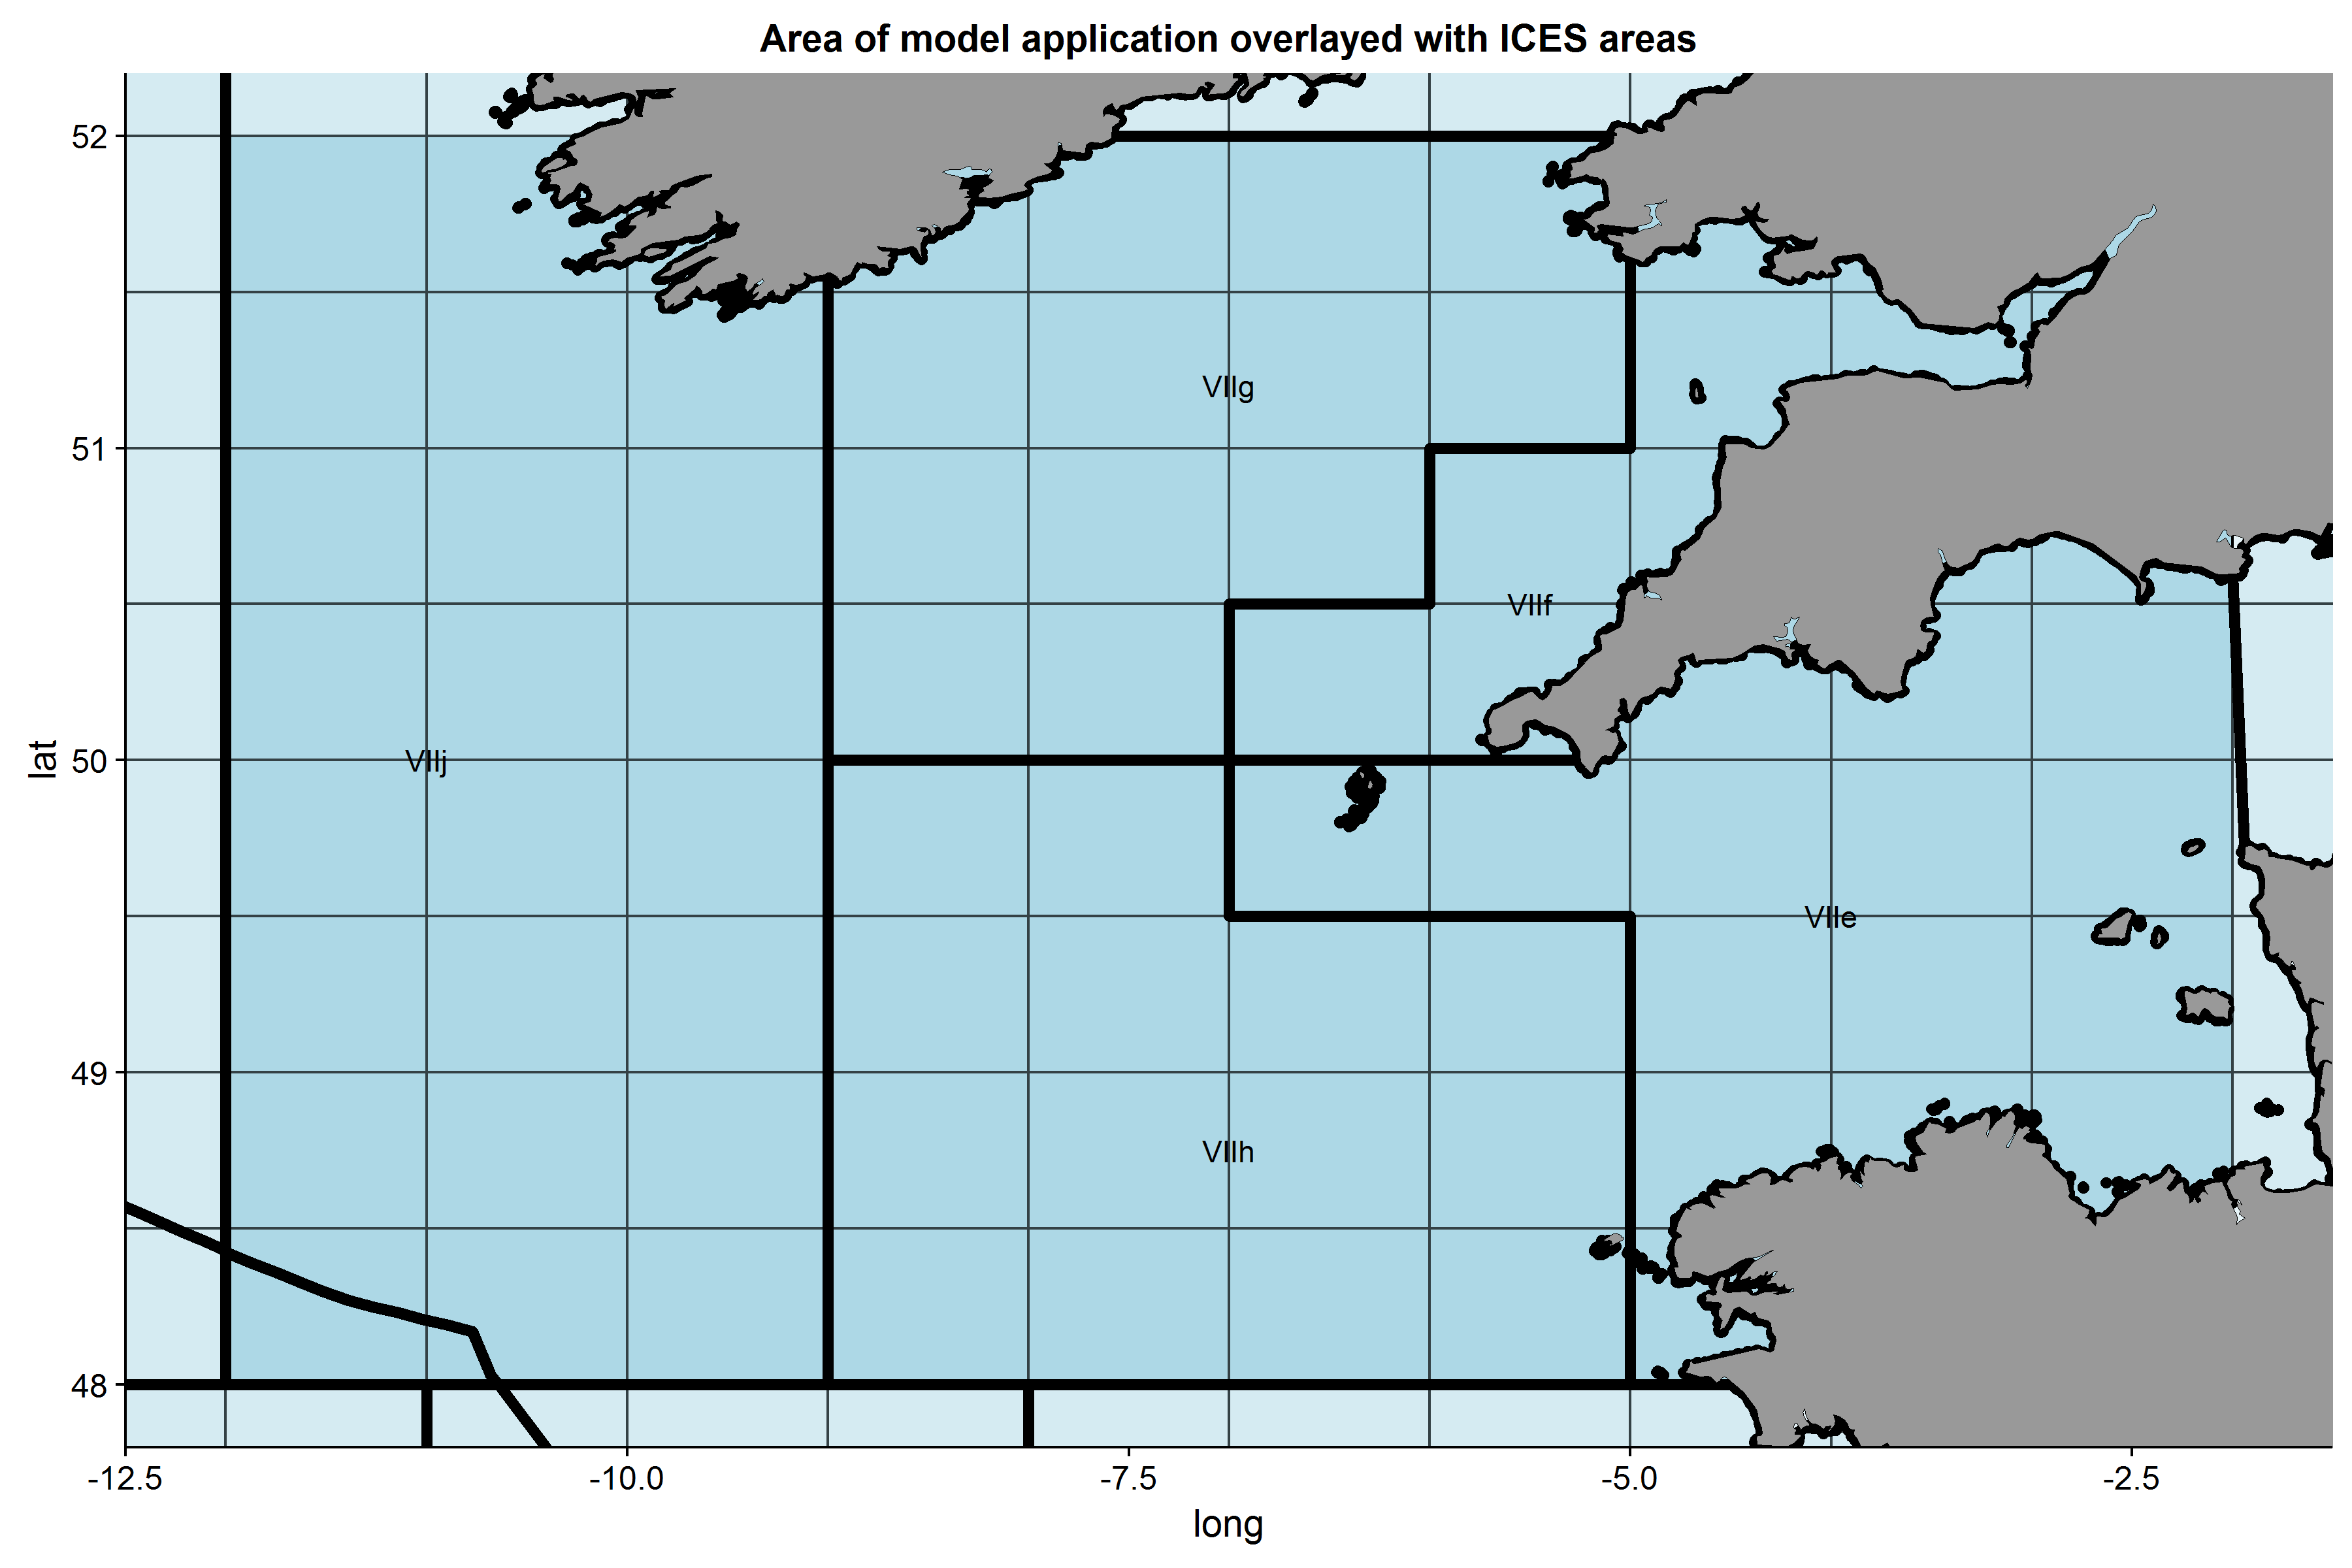 Area of model application overlayed with ICES areas
52
51
50
49
48
lat
VIIg
VIIf
VIIj
VIIe
VIIh
-12.5
-10.0
-7.5
-5.0
-2.5
long